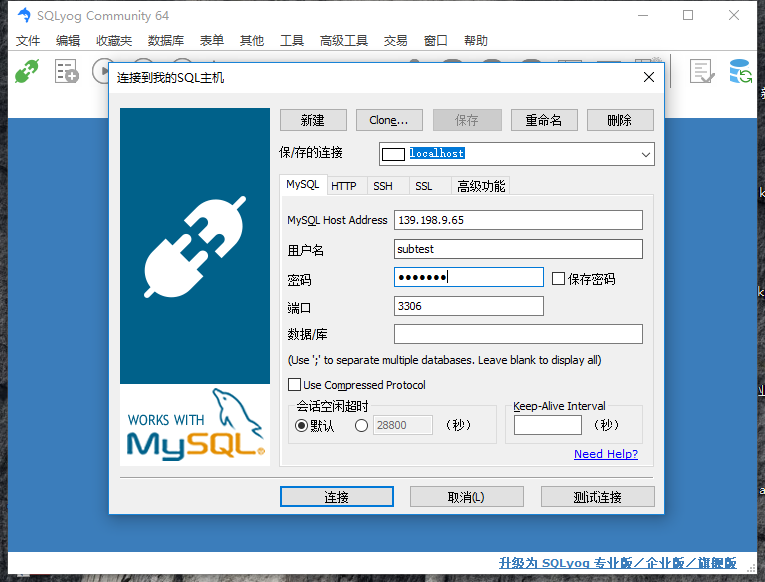 SQLyog Community 64
文件 编辑 收藏夹 数据库 表单 其他 工具 高级工具 交易 窗口 帮助
连接到我的SQL主机
新建 Clone... 保存 重命名 删除
保/存的连接 localhost
MySQL HTTP SSH SSL 高级功能
MySQL Host Address 139.198.9.65
用户名 subtest
密码 ●●●●●●● 保存密码
端口 3306
数据/库
(Use ';' to separate multiple databases. Leave blank to display all)
Use Compressed Protocol
会话空闲超时 Keep-Alive Interval
默认 28800 (秒) (秒)
Need Help?
WORKS WITH
MySQL®
连接 取消(L) 测试连接
升级为 SQLyog 专业版/企业版/旗舰版